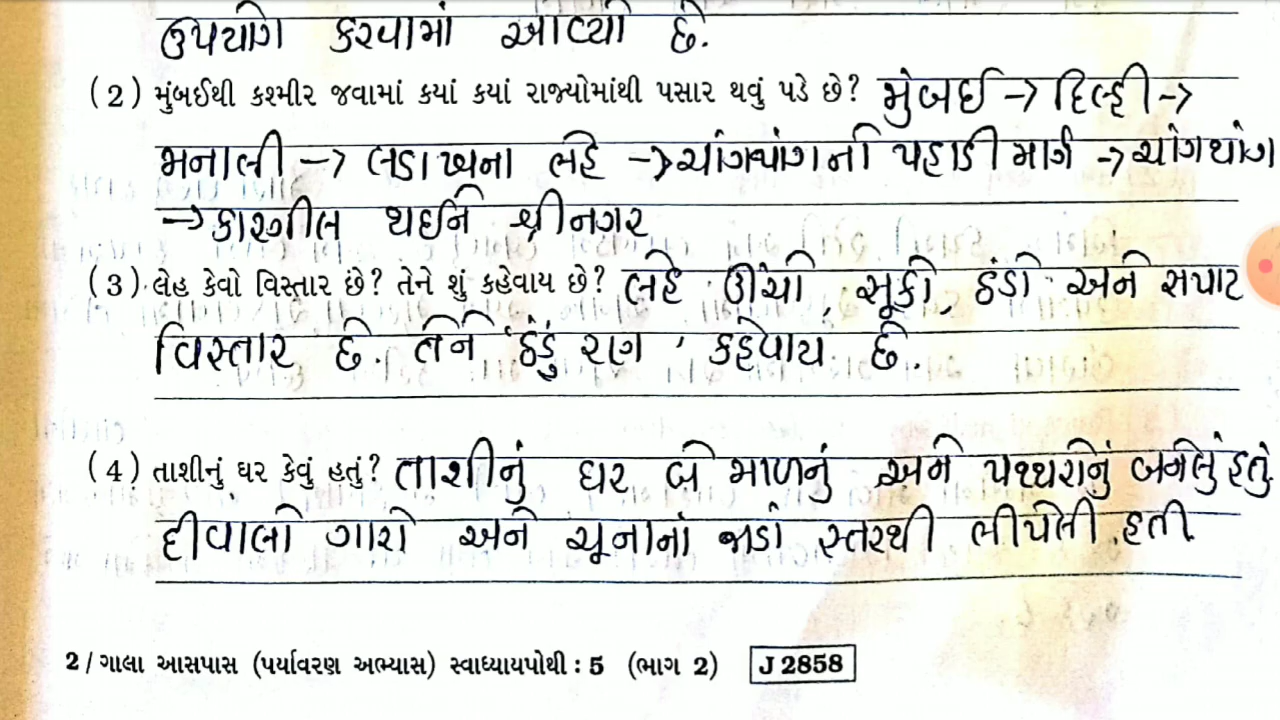 ઉપયોગ કરવામાં આવ્યો છે.
(2) મુંબઈથી કશ્મીર જવામાં કયાં કયાં રાજ્યોમાંથી પસાર થવું પડે છે? મુંબઈ → દિલ્હી →
મનાલી → લડાખના લેહ → ચાંગથાંગનો પહાડી માર્ગ → ચાંગથાંગ
→ કારગીલ થઈને શ્રીનગર
(3) લેહ કેવો વિસ્તાર છે? તેને શું કહેવાય છે? લેહ ઊંચો, સૂકો, ઠંડો અને સપાટ
વિસ્તાર છે. તેને 'ઠંડું રણ' કહેવાય છે.
(4) તાશીનું ઘર કેવું હતું? તાશીનું ઘર બે માળનું અને પથ્થરોનું બનેલું હતું.
દીવાલો ગારો અને ચૂનાના જાડા સ્તરથી લીંપેલી હતી.
2/ગાલા આસપાસ (પર્યાવરણ અભ્યાસ) સ્વાધ્યાયપોથી : 5 (ભાગ 2) J 2858